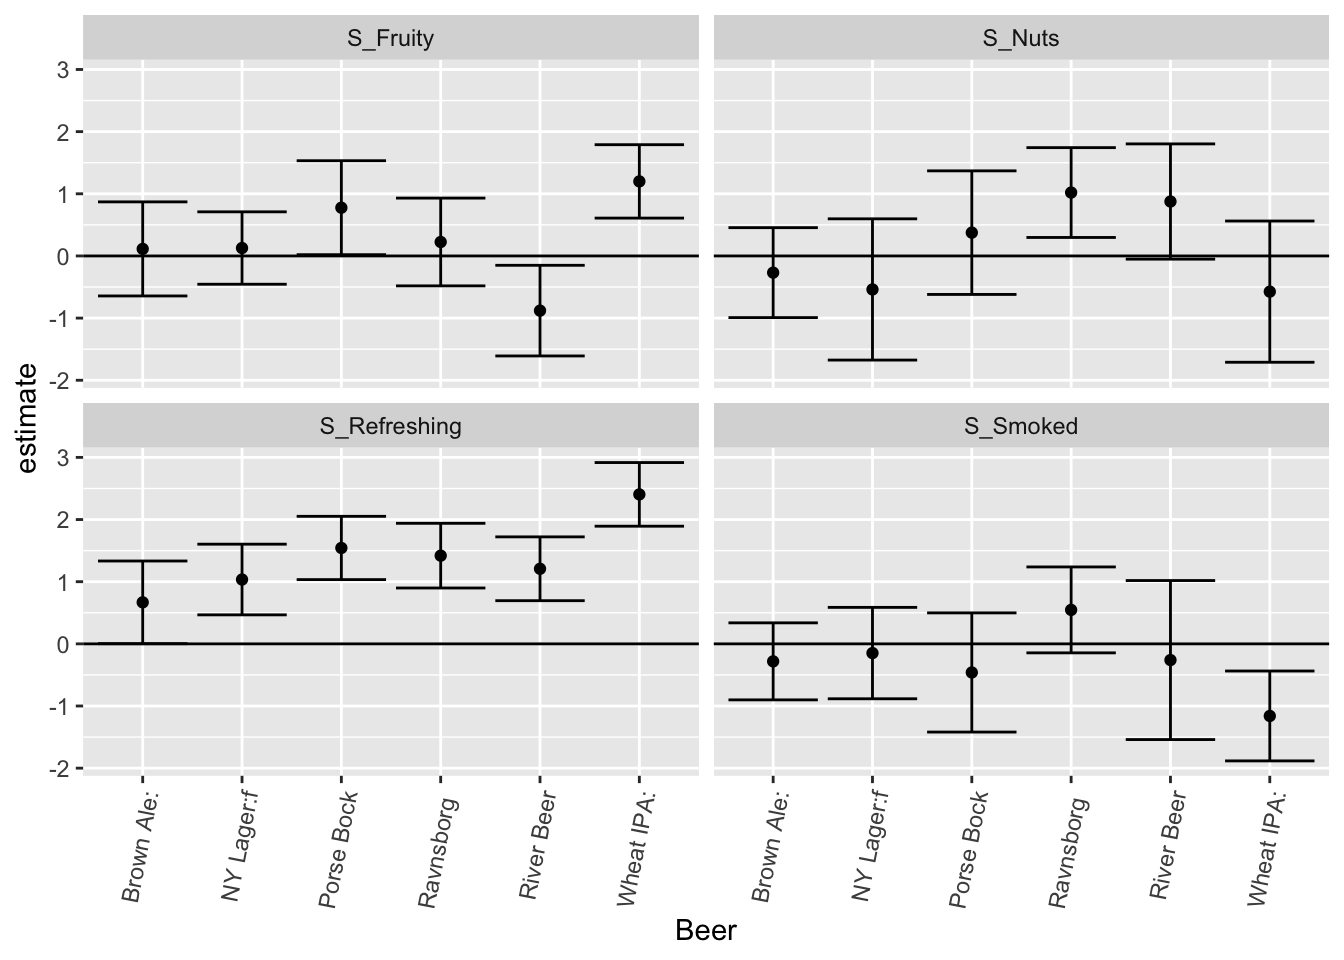 S_Fruity
S_Nuts
3
2
1
0
-1
-2
estimate
S_Refreshing
S_Smoked
3
2
1
0
-1
-2
Brown Ale:
NY Lager:f
Porse Bock
Ravnsborg
River Beer
Wheat IPA:
Brown Ale:
NY Lager:f
Porse Bock
Ravnsborg
River Beer
Wheat IPA:
Beer